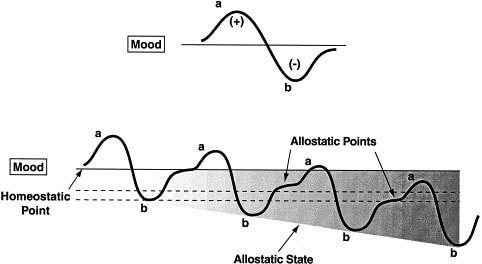 a
(+)
Mood
(-)
b
a
a
Allostatic Points
a
a
Mood
Homeostatic
Point
b
b
b
b
Allostatic State